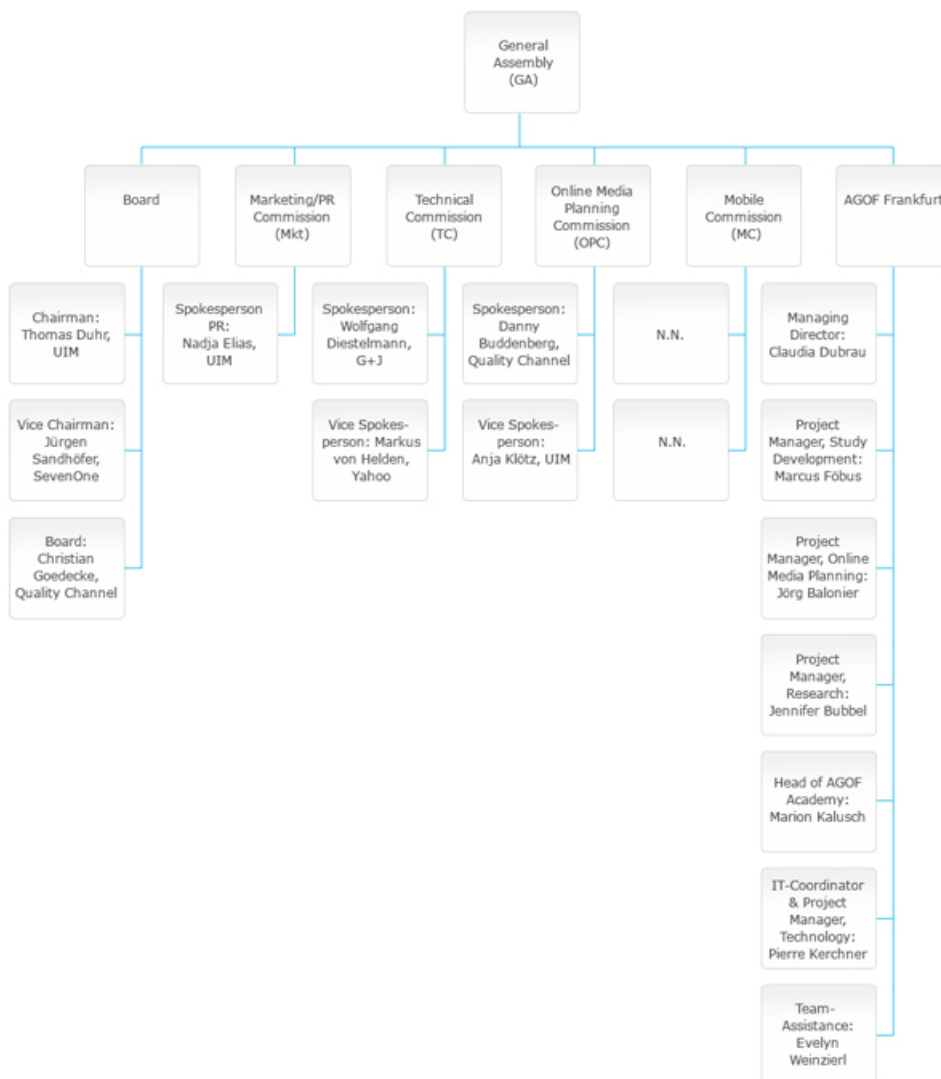 General
Assembly
(GA)
Board
Marketing/PR
Commission
(Mkt)
Technical
Commission
(TC)
Online Media
Planning
Commission
(OPC)
Mobile
Commission
(MC)
AGOF Frankfurt
Chairman:
Thomas Duhr,
UIM
Vice Chairman:
Jürgen
Sandhöfer,
SevenOne
Board:
Christian
Goedecke,
Quality Channel
Spokesperson
PR:
Nadja Elias,
UIM
Spokesperson:
Wolfgang
Diestelmann,
G+J
Vice Spokes-
person: Markus
von Helden,
Yahoo
Spokesperson:
Danny
Buddenberg,
Quality Channel
Vice Spokes-
person:
Anja Klötz, UIM
N.N.
N.N.
Managing
Director:
Claudia Dubrau
Project
Manager, Study
Development:
Marcus Föbus
Project
Manager, Online
Media Planning:
Jörg Balonier
Project
Manager,
Research:
Jennifer Bubbel
Head of AGOF
Academy:
Marion Kalusch
IT-Coordinator
& Project
Manager,
Technology:
Pierre Kerchner
Team-
Assistance:
Evelyn
Weinzierl